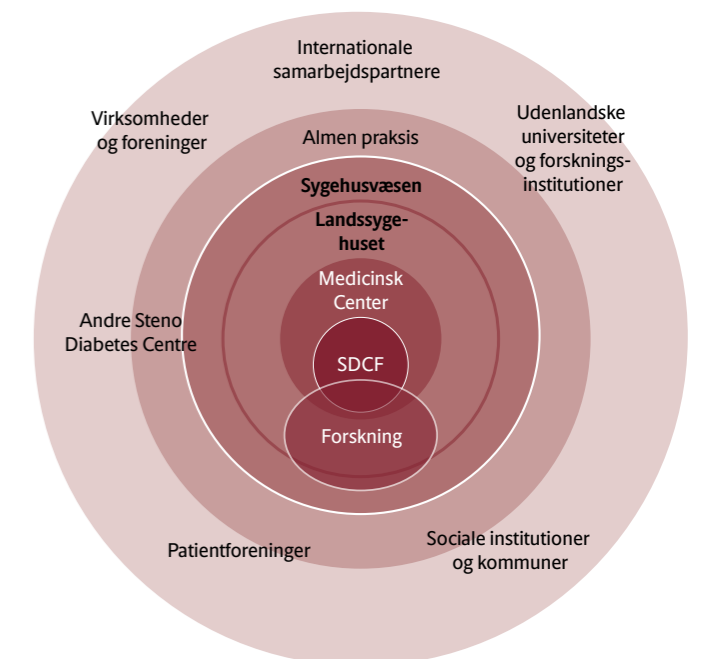 Internationale
samarbejdspartnere
Virksomheder
og foreninger
Udenlandske
universiteter
og forsknings-
institutioner
Almen praksis
Sygehusvæsen
Landssyge-
huset
Medicinsk
Center
Andre Steno
Diabetes Centre
SDCF
Forskning
Patientforeninger
Sociale institutioner
og kommuner